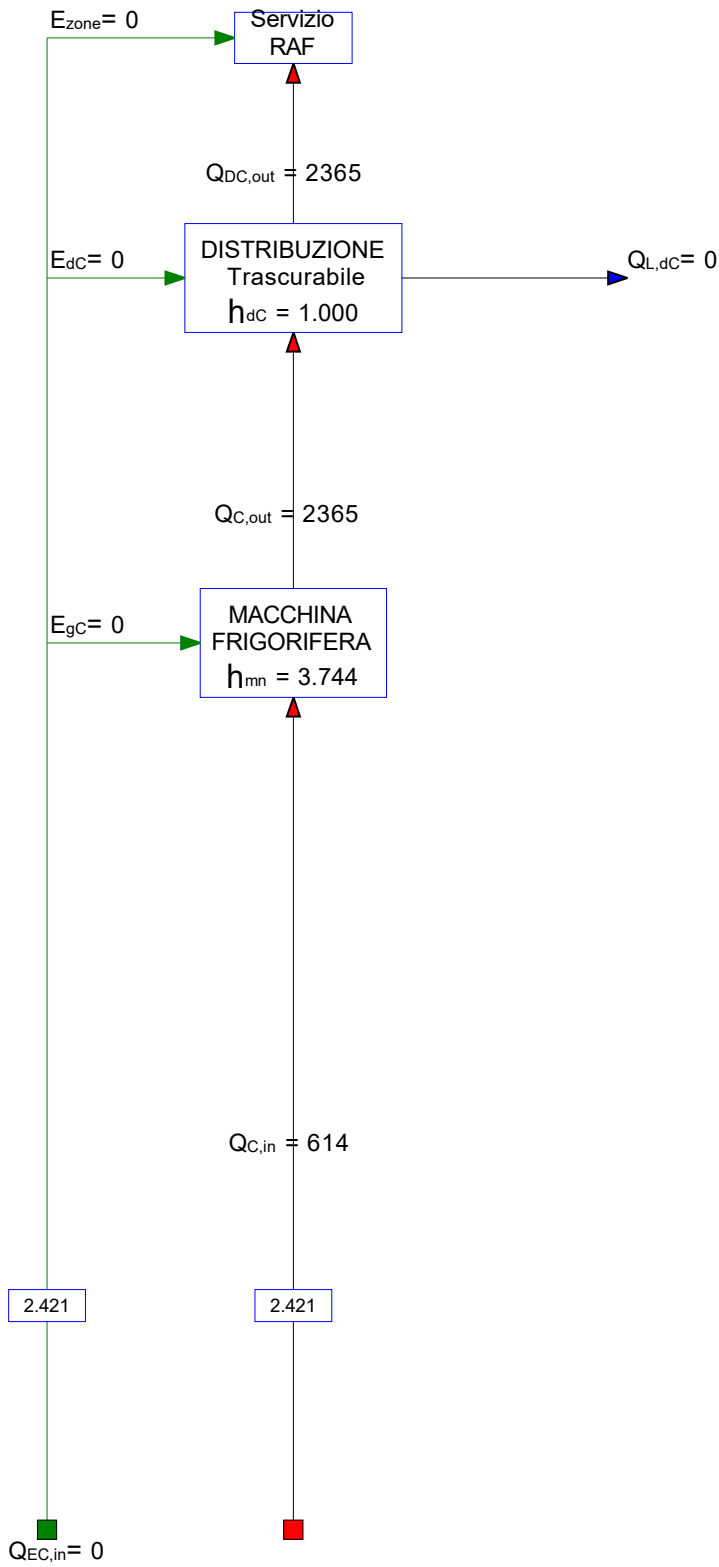 Ezone= 0
Servizio
RAF
QDC,out = 2365
EdC= 0
DISTRIBUZIONE
Trascurabile
hdC = 1.000
QL,dC= 0
QC,out = 2365
EgC= 0
MACCHINA
FRIGORIFERA
hmn = 3.744
QC,in = 614
2.421
2.421
QEC,in= 0